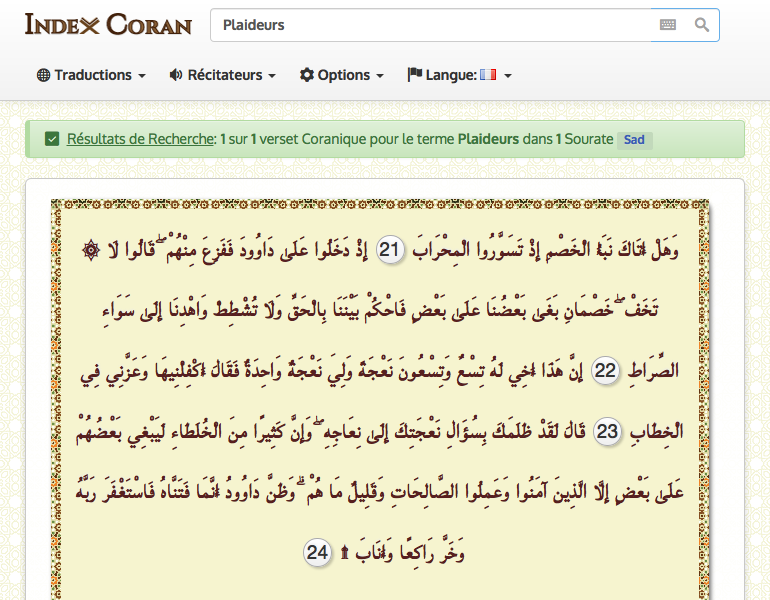 INDEX CORAN
Plaideurs
Traductions
Récitateurs
Options
Langue:
Résultats de Recherche: 1 sur 1 verset Coranique pour le terme Plaideurs dans 1 Sourate Sad
۞ وَهَلْ أَتَاكَ نَبَأُ الْخَصْمِ إِذْ تَسَوَّرُوا الْمِحْرَابَ 21 إِذْ دَخَلُوا عَلَىٰ دَاوُودَ فَفَزِعَ مِنْهُمْ ۖ قَالُوا لَا
تَخَفْ ۖ خَصْمَانِ بَغَىٰ بَعْضُنَا عَلَىٰ بَعْضٍ فَاحْكُمْ بَيْنَنَا بِالْحَقِّ وَلَا تُشْطِطْ وَاهْدِنَا إِلَىٰ سَوَاءِ
الصِّرَاطِ 22 إِنَّ هَٰذَا أَخِي لَهُ تِسْعٌ وَتِسْعُونَ نَعْجَةً وَلِيَ نَعْجَةٌ وَاحِدَةٌ فَقَالَ أَكْفِلْنِيهَا وَعَزَّنِي فِي
الْخِطَابِ 23 قَالَ لَقَدْ ظَلَمَكَ بِسُؤَالِ نَعْجَتِكَ إِلَىٰ نِعَاجِهِ ۖ وَإِنَّ كَثِيرًا مِنَ الْخُلَطَاءِ لَيَبْغِي بَعْضُهُمْ
عَلَىٰ بَعْضٍ إِلَّا الَّذِينَ آمَنُوا وَعَمِلُوا الصَّالِحَاتِ وَقَلِيلٌ مَا هُمْ ۗ وَظَنَّ دَاوُودُ أَنَّمَا فَتَنَّاهُ فَاسْتَغْفَرَ رَبَّهُ
وَخَرَّ رَاكِعًا وَأَنَابَ ۩ 24